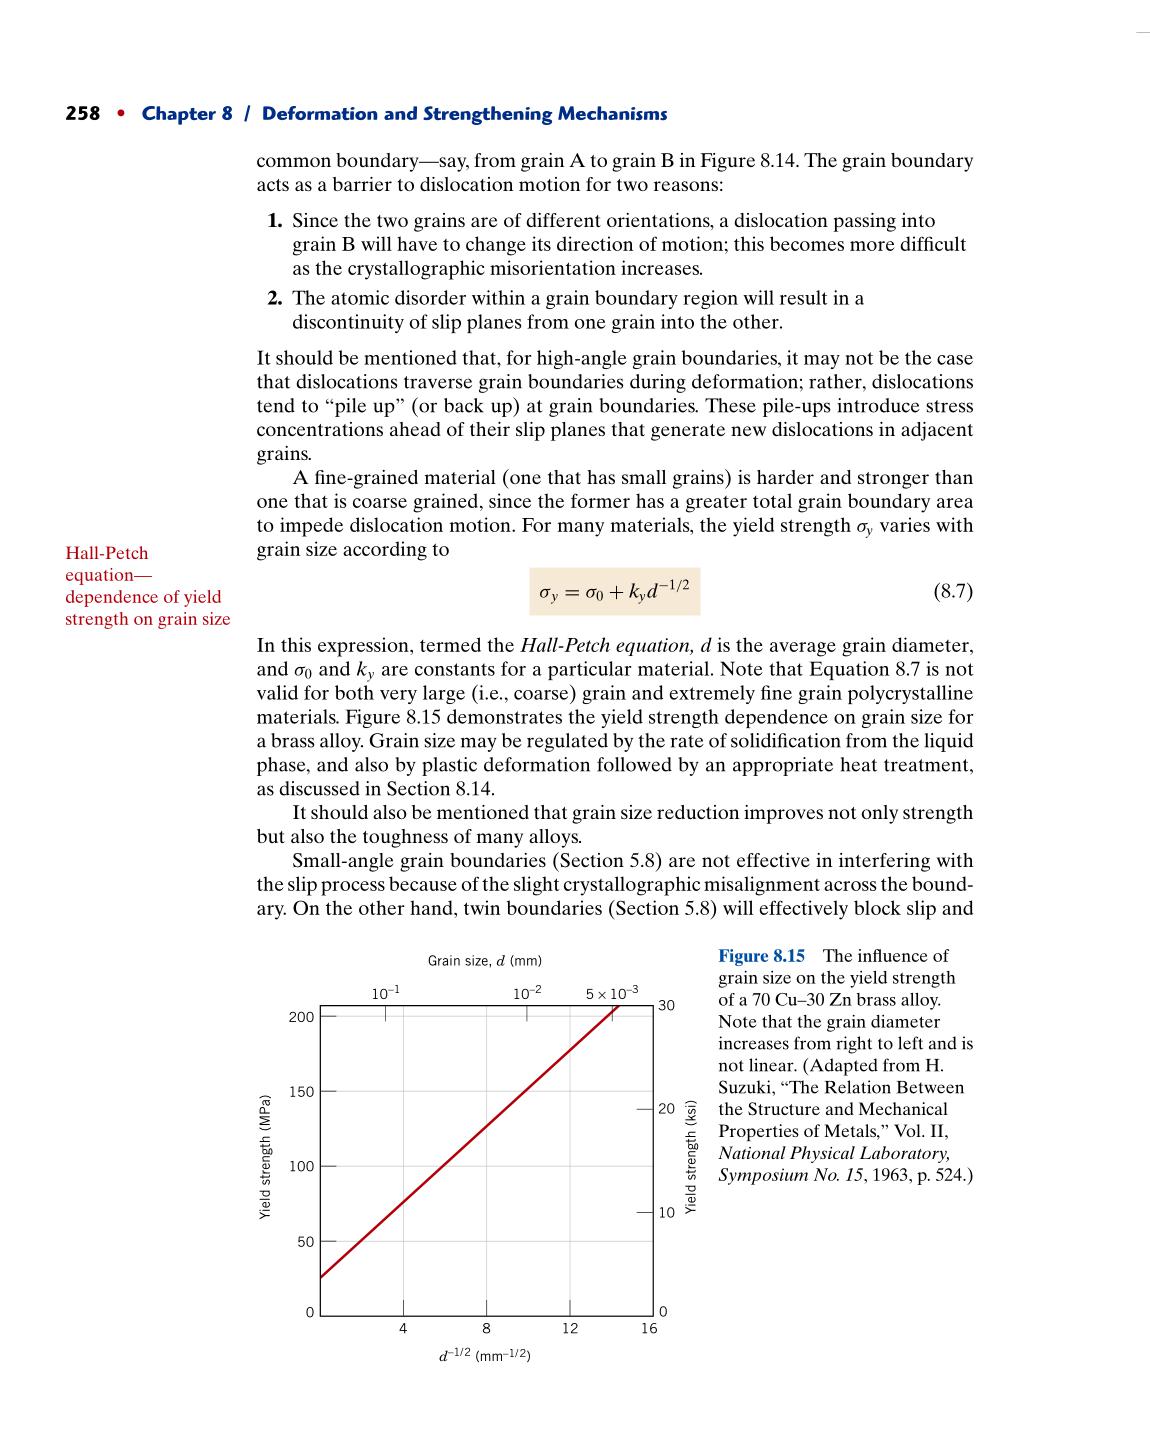 258 • Chapter 8 / Deformation and Strengthening Mechanisms
common boundary—say, from grain A to grain B in Figure 8.14. The grain boundary
acts as a barrier to dislocation motion for two reasons:
1. Since the two grains are of different orientations, a dislocation passing into
grain B will have to change its direction of motion; this becomes more difficult
as the crystallographic misorientation increases.
2. The atomic disorder within a grain boundary region will result in a
discontinuity of slip planes from one grain into the other.
It should be mentioned that, for high-angle grain boundaries, it may not be the case
that dislocations traverse grain boundaries during deformation; rather, dislocations
tend to “pile up” (or back up) at grain boundaries. These pile-ups introduce stress
concentrations ahead of their slip planes that generate new dislocations in adjacent
grains.
A fine-grained material (one that has small grains) is harder and stronger than
one that is coarse grained, since the former has a greater total grain boundary area
to impede dislocation motion. For many materials, the yield strength σy varies with
grain size according to
Hall-Petch
equation—
dependence of yield
strength on grain size
σy = σ0 + kyd−1/2 (8.7)
In this expression, termed the Hall-Petch equation, d is the average grain diameter,
and σ0 and ky are constants for a particular material. Note that Equation 8.7 is not
valid for both very large (i.e., coarse) grain and extremely fine grain polycrystalline
materials. Figure 8.15 demonstrates the yield strength dependence on grain size for
a brass alloy. Grain size may be regulated by the rate of solidification from the liquid
phase, and also by plastic deformation followed by an appropriate heat treatment,
as discussed in Section 8.14.
It should also be mentioned that grain size reduction improves not only strength
but also the toughness of many alloys.
Small-angle grain boundaries (Section 5.8) are not effective in interfering with
the slip process because of the slight crystallographic misalignment across the bound-
ary. On the other hand, twin boundaries (Section 5.8) will effectively block slip and
Grain size, d (mm)
10−1 10−2 5 × 10−3
200
150
100
50
0
Yield strength (MPa)
30
20
10
0
Yield strength (ksi)
4 8 12 16
d−1/2 (mm−1/2)
Figure 8.15 The influence of
grain size on the yield strength
of a 70 Cu–30 Zn brass alloy.
Note that the grain diameter
increases from right to left and is
not linear. (Adapted from H.
Suzuki, “The Relation Between
the Structure and Mechanical
Properties of Metals,” Vol. II,
National Physical Laboratory,
Symposium No. 15, 1963, p. 524.)